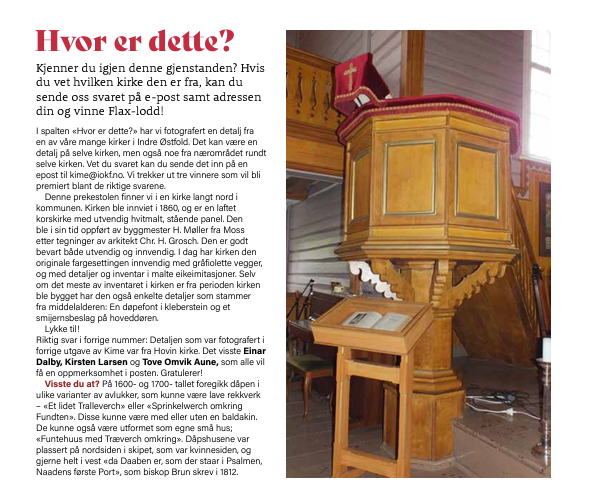 Hvor er dette?
Kjenner du igjen denne gjenstanden? Hvis
du vet hvilken kirke den er fra, kan du
sende oss svaret på e-post samt adressen
din og vinne Flax-lodd!
I spalten «Hvor er dette?» har vi fotografert en detalj fra
en av våre mange kirker i Indre Østfold. Det kan være en
detalj på selve kirken, men også noe fra nærområdet rundt
selve kirken. Vet du svaret kan du sende det inn på en
epost til kime@iokf.no. Vi trekker ut tre vinnere som vil bli
premiert blant de riktige svarene.
Denne prekestolen finner vi i en kirke langt nord i
kommunen. Kirken ble innviet i 1860, og er en laftet
korskirke med utvendig hvitmalt, stående panel. Den
ble i sin tid oppført av byggmester H. Møller fra Moss
etter tegninger av arkitekt Chr. H. Grosch. Den er godt
bevart både utvendig og innvendig. I dag har kirken den
originale fargesettingen innvendig med gråfiolette vegger,
og med detaljer og inventar i malte eikeimitasjoner. Selv
om det meste av inventaret i kirken er fra perioden kirken
ble bygget har den også enkelte detaljer som stammer
fra middelalderen: En døpefont i kleberstein og et
smijernsbeslag på hoveddøren.
Lykke til!
Riktig svar i forrige nummer: Detaljen som var fotografert i
forrige utgave av Kime var fra Hovin kirke. Det visste Einar
Dalby, Kirsten Larsen og Tove Omvik Aune, som alle vil
få en oppmerksomhet i posten. Gratulerer!
Visste du at? På 1600- og 1700- tallet foregikk dåpen i
ulike varianter av avlukker, som kunne være lave rekkverk
– «Et lidet Tralleverch» eller «Sprinkelwerch omkring
Fundten». Disse kunne være med eller uten en baldakin.
De kunne også være utformet som egne små hus;
«Funtehuus med Træverch omkring». Dåpshusene var
plassert på nordsiden i skipet, som var kvinnesiden, og
gjerne helt i vest «da Daaben er, som der staar i Psalmen,
Naadens første Port», som biskop Brun skrev i 1812.